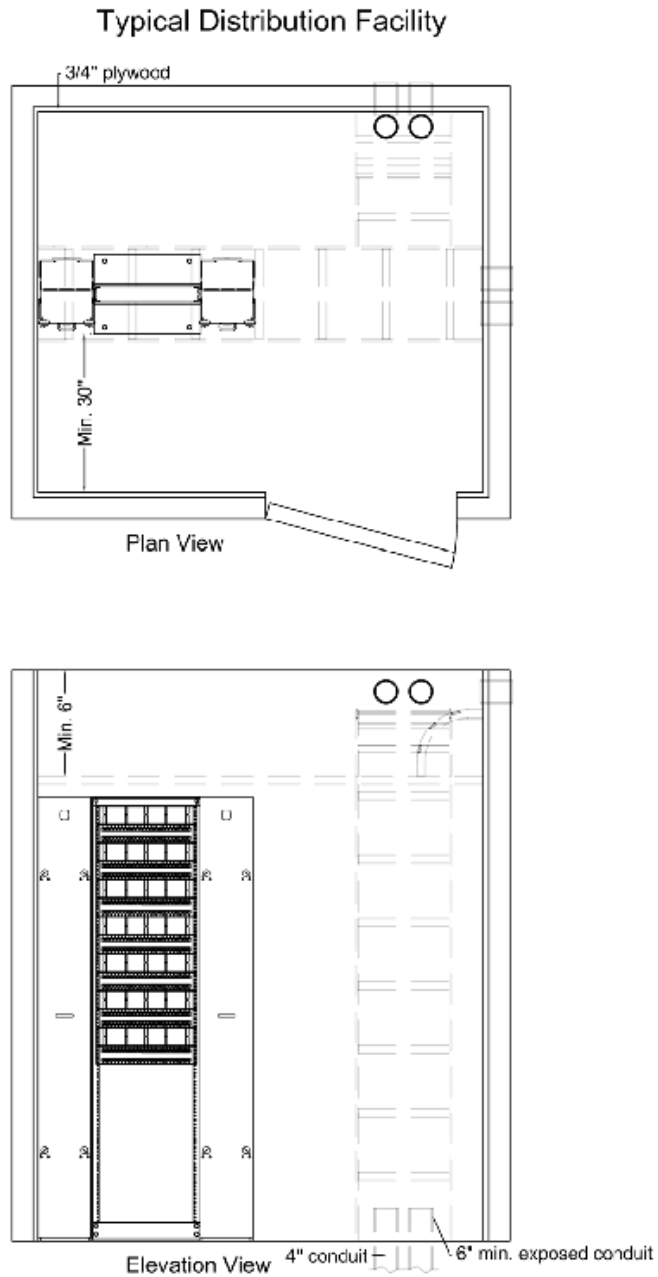 Typical Distribution Facility
3/4" plywood
Min. 30"
Plan View
Min. 6"
Elevation View
4" conduit
6" min. exposed conduit